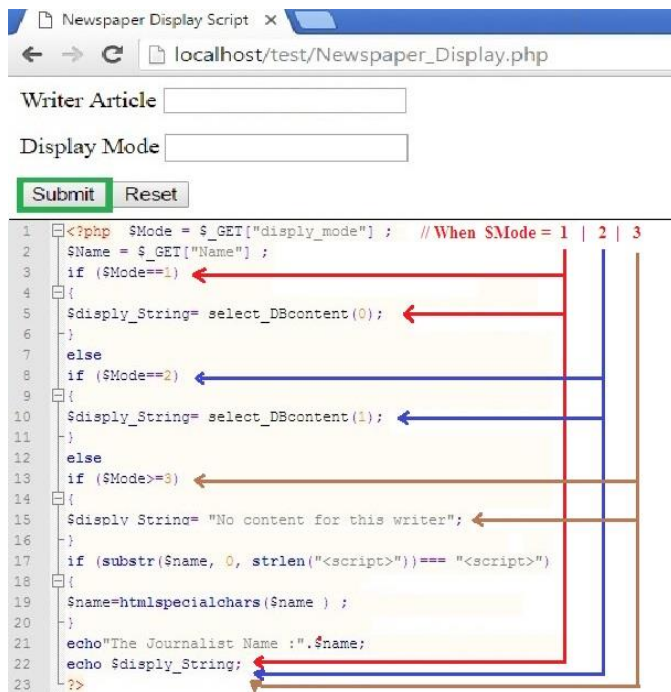 Newspaper Display Script ×
localhost/test/Newspaper_Display.php
Writer Article
Display Mode
Submit Reset
1 <?php $Mode = $_GET["disply_mode"] ; // When $Mode = 1 | 2 | 3
2 $Name = $_GET["Name"] ;
3 if ($Mode==1)
4 {
5 $disply_String= select_DBcontent(0);
6 }
7 else
8 if ($Mode==2)
9 {
10 $disply_String= select_DBcontent(1);
11 }
12 else
13 if ($Mode>=3)
14 {
15 $disply String= "No content for this writer";
16 }
17 if (substr($name, 0, strlen("<script>"))=== "<script>")
18 {
19 $name=htmlspecialchars($name ) ;
20 }
21 echo"The Journalist Name :".$name;
22 echo $disply_String;
23 ?>